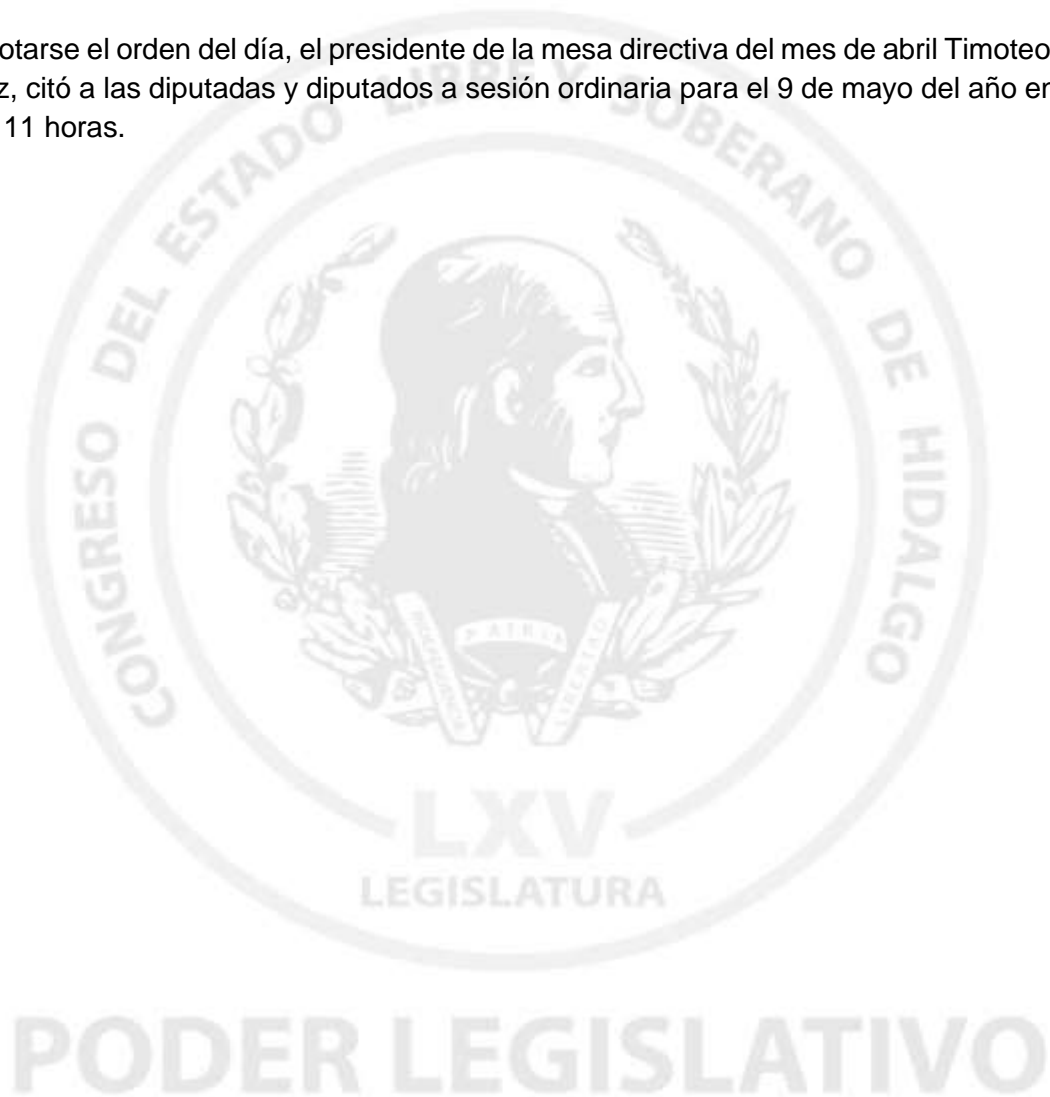 otarse el orden del día, el presidente de la mesa directiva del mes de abril Timoteo
z, citó a las diputadas y diputados a sesión ordinaria para el 9 de mayo del año en
11 horas.
CONGRESO DEL ESTADO LIBRE Y SOBERANO DE HIDALGO
PATRIA
LIBERTAD
LXV
LEGISLATURA
PODER LEGISLATIVO